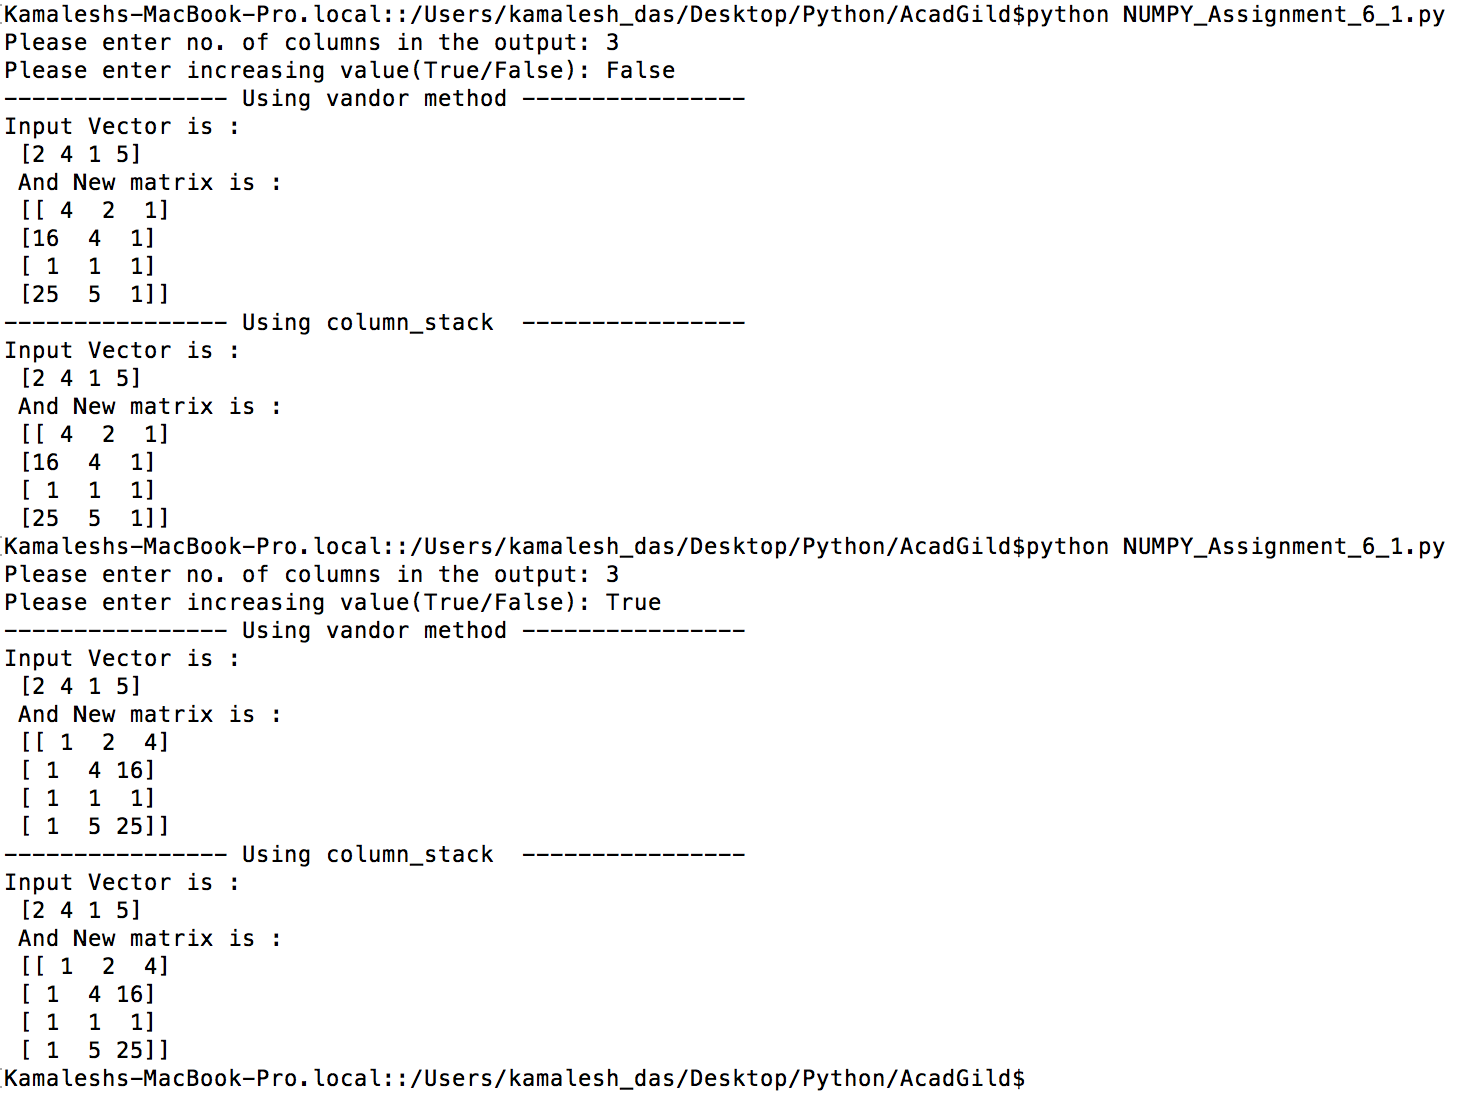 Kamaleshs-MacBook-Pro.local::/Users/kamalesh_das/Desktop/Python/AcadGild$python NUMPY_Assignment_6_1.py
Please enter no. of columns in the output: 3
Please enter increasing value(True/False): False
---------------- Using vandor method ----------------
Input Vector is :
 [2 4 1 5]
 And New matrix is :
 [[ 4  2  1]
 [16  4  1]
 [ 1  1  1]
 [25  5  1]]
---------------- Using column_stack  ----------------
Input Vector is :
 [2 4 1 5]
 And New matrix is :
 [[ 4  2  1]
 [16  4  1]
 [ 1  1  1]
 [25  5  1]]
Kamaleshs-MacBook-Pro.local::/Users/kamalesh_das/Desktop/Python/AcadGild$python NUMPY_Assignment_6_1.py
Please enter no. of columns in the output: 3
Please enter increasing value(True/False): True
---------------- Using vandor method ----------------
Input Vector is :
 [2 4 1 5]
 And New matrix is :
 [[ 1  2  4]
 [ 1  4 16]
 [ 1  1  1]
 [ 1  5 25]]
---------------- Using column_stack  ----------------
Input Vector is :
 [2 4 1 5]
 And New matrix is :
 [[ 1  2  4]
 [ 1  4 16]
 [ 1  1  1]
 [ 1  5 25]]
Kamaleshs-MacBook-Pro.local::/Users/kamalesh_das/Desktop/Python/AcadGild$